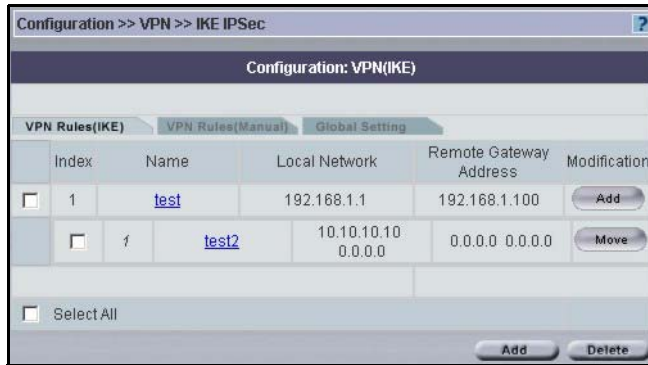 Configuration >> VPN >> IKE IPSec
?
Configuration: VPN(IKE)
VPN Rules(IKE) VPN Rules(Manual) Global Setting
Index Name Local Network Remote Gateway Address Modification
1 test 192.168.1.1 192.168.1.100 Add
1 test2 10.10.10.10 0.0.0.0 0.0.0.0 0.0.0.0 Move
Select All
Add Delete